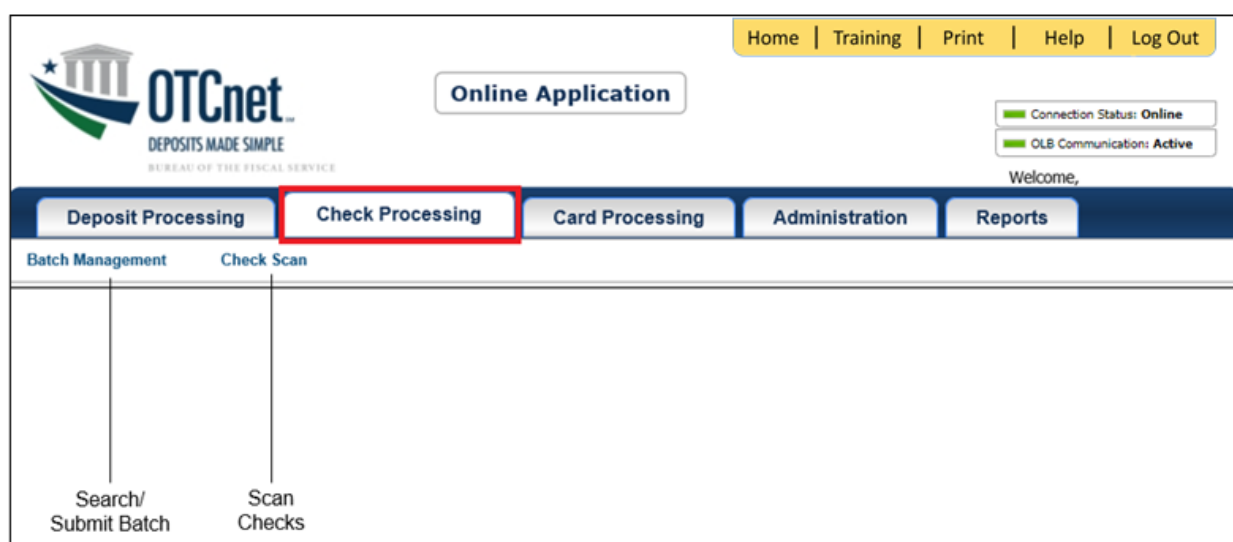 Home | Training | Print | Help | Log Out
OTCnet
DEPOSITS MADE SIMPLE
BUREAU OF THE FISCAL SERVICE
Online Application
Connection Status: Online
OLB Communication: Active
Welcome,
Deposit Processing Check Processing Card Processing Administration Reports
Batch Management Check Scan
Search/ Scan
Submit Batch Checks